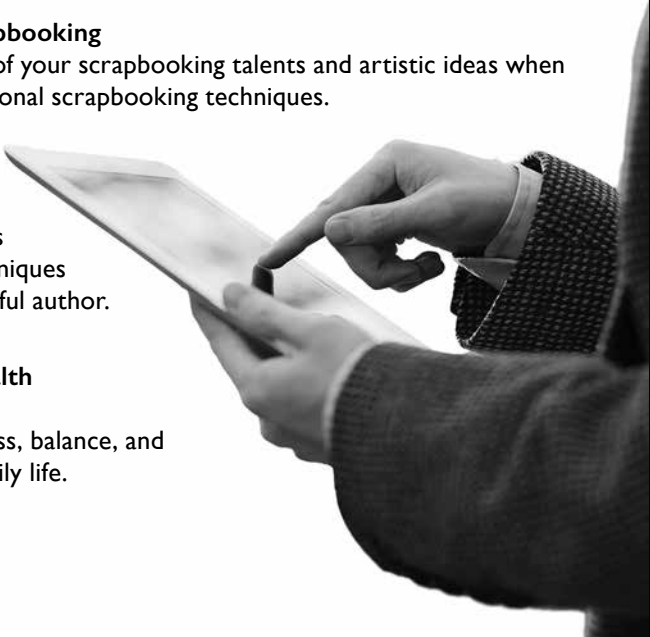 pbooking
of your scrapbooking talents and artistic ideas when
onal scrapbooking techniques.
s
niques
ful author.
lth
ss, balance, and
ily life.